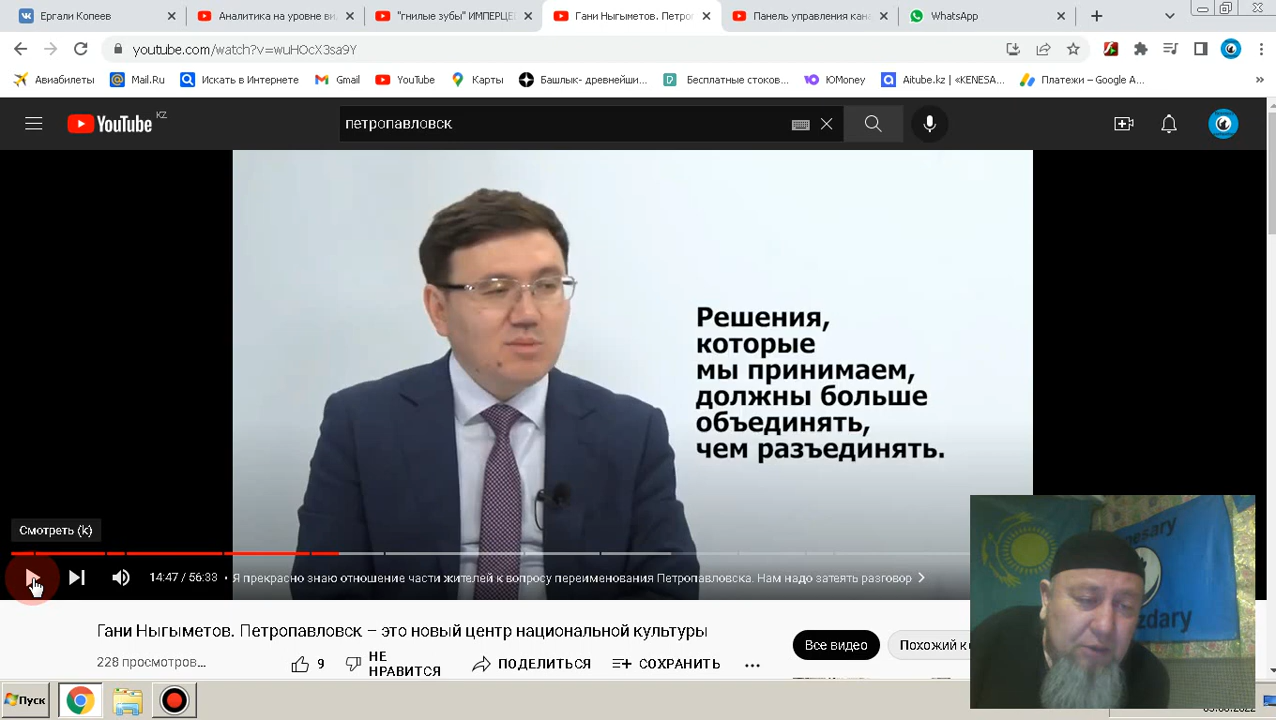 Ергали Копеев
Аналитика на уровне ви
"гнилые зубы" ИМПЕРЦЕ
Гани Ныгыметов. Петро
Панель управления кана
WhatsApp
youtube.com/watch?v=wuHOcX3sa9Y
Авиабилеты
Mail.Ru
Искать в Интернете
Gmail
YouTube
Карты
Башлык- древнейши...
Бесплатные стоков...
ЮMoney
Aitube.kz | «KENESA...
Платежи – Google A...
YouTube KZ
петропавловск
Решения,
которые
мы принимаем,
должны больше
объединять,
чем разъединять.
Смотреть (k)
14:47 / 56:33 • Я прекрасно знаю отношение части жителей к вопросу переименования Петропавловска. Нам надо затеять разговор
Гани Ныгыметов. Петропавловск – это новый центр национальной культуры
228 просмотров...
9
НЕ НРАВИТСЯ
ПОДЕЛИТЬСЯ
СОХРАНИТЬ
Все видео
Похожий к
Пуск